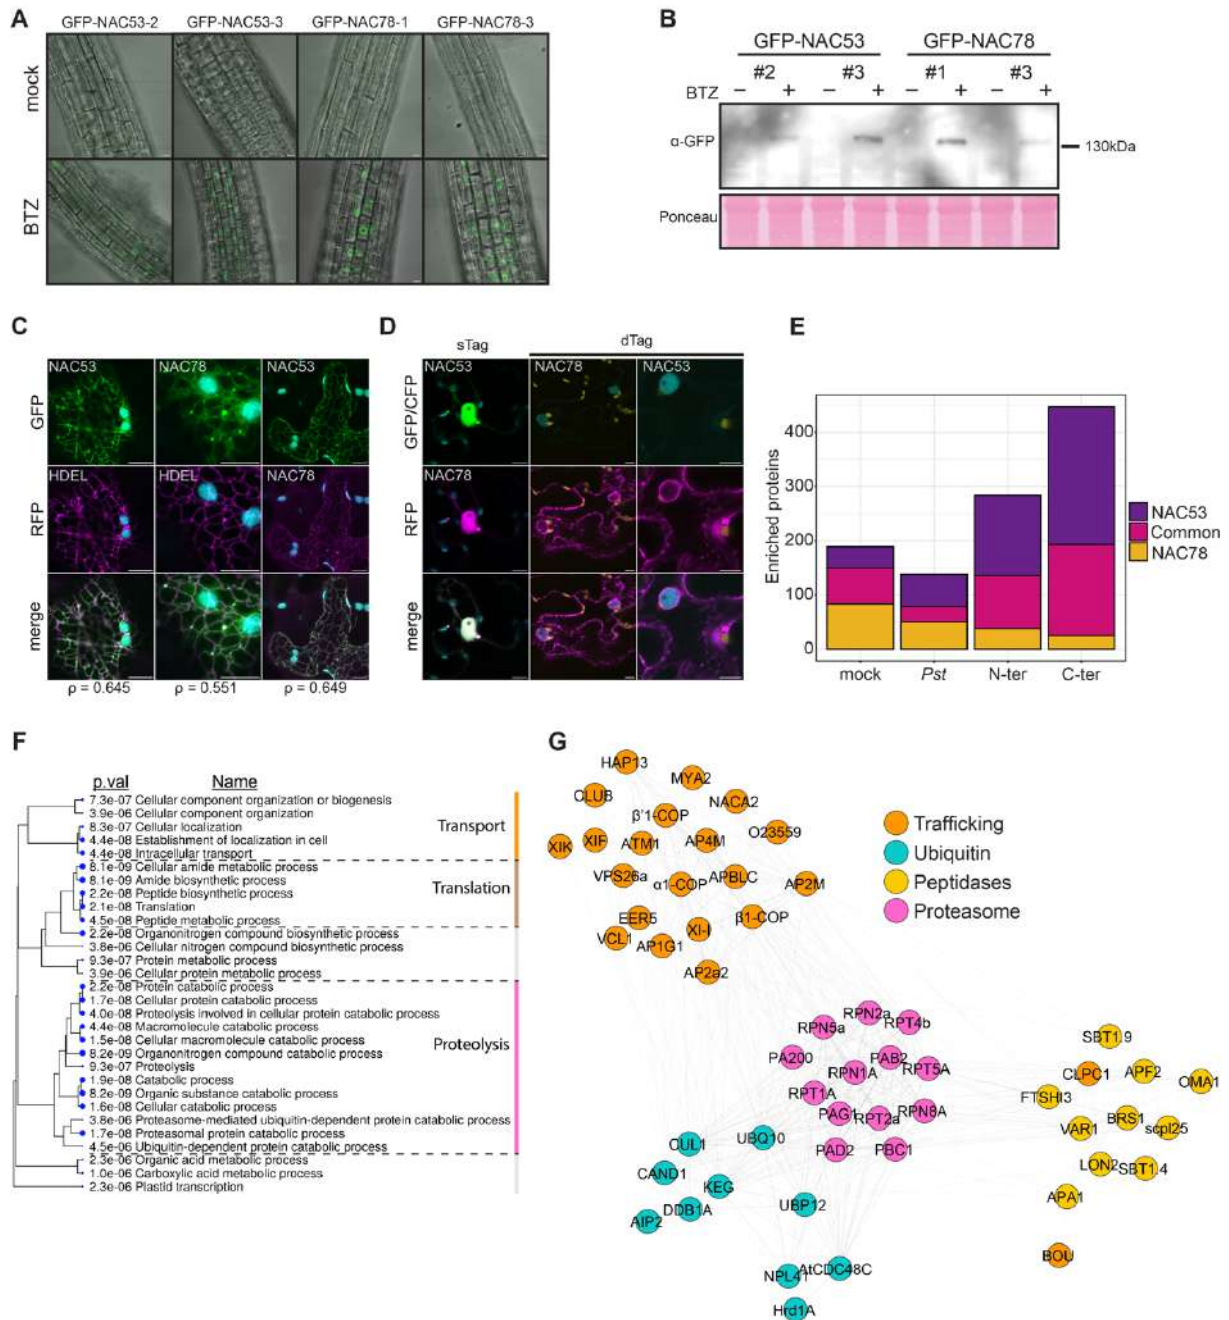 A
GFP-NAC53-2 GFP-NAC53-3 GFP-NAC78-1 GFP-NAC78-3
mock
BTZ
B
GFP-NAC53 GFP-NAC78
#2 #3 #1 #3
BTZ − + − + − + − +
α-GFP
130kDa
Ponceau
C
NAC53 NAC78 NAC53
GFP
HDEL HDEL NAC78
RFP
merge
ρ = 0.645 ρ = 0.551 ρ = 0.649
D
sTag dTag
NAC53 NAC78 NAC53
GFP/CFP
NAC78
RFP
merge
E
Enriched proteins
400
300
200
100
0
mock Pst N-ter C-ter
NAC53
Common
NAC78
F
p.val Name
7.3e-07 Cellular component organization or biogenesis
3.9e-06 Cellular component organization
8.3e-07 Cellular localization
4.4e-08 Establishment of localization in cell
4.4e-08 Intracellular transport
8.1e-09 Cellular amide metabolic process
8.1e-09 Amide biosynthetic process
2.2e-08 Peptide biosynthetic process
2.1e-08 Translation
4.5e-08 Peptide metabolic process
2.2e-08 Organonitrogen compound biosynthetic process
3.8e-06 Cellular nitrogen compound biosynthetic process
9.3e-07 Protein metabolic process
3.9e-06 Cellular protein metabolic process
2.2e-08 Protein catabolic process
1.7e-08 Cellular protein catabolic process
4.0e-08 Proteolysis involved in cellular protein catabolic process
4.4e-08 Macromolecule catabolic process
1.5e-08 Cellular macromolecule catabolic process
8.2e-09 Organonitrogen compound catabolic process
9.3e-07 Proteolysis
1.9e-08 Catabolic process
8.2e-09 Organic substance catabolic process
1.6e-08 Cellular catabolic process
3.8e-06 Proteasome-mediated ubiquitin-dependent protein catabolic process
1.7e-08 Proteasomal protein catabolic process
4.5e-06 Ubiquitin-dependent protein catabolic process
2.3e-06 Organic acid metabolic process
1.0e-06 Carboxylic acid metabolic process
2.3e-06 Plastid transcription
Transport
Translation
Proteolysis
G
HAP13
MYA2
CLUB
NACA2
β'1-COP
O23559
XIK
XIF
ATM1
AP4M
VPS26a
α1-COP
APBLC
AP2M
EER5
β1-COP
VCL1
AP1G1
XI-I
AP2a2
Trafficking
Ubiquitin
Peptidases
Proteasome
RPN5a
RPN2a
RPT4b
PA200
PAB2
RPN1A
RPT5A
RPT1A
PAG1
RPT2a
RPN8A
PAD2
PBC1
SBT1.9
CLPC1
APF2
OMA1
FTSHI3
VAR1
BRS1
scpl25
LON2
SBT1.4
APA1
BOU
CUL1
UBQ10
CAND1
KEG
AIP2
DDB1A
UBP12
NPL41
AtCDC48C
Hrd1A